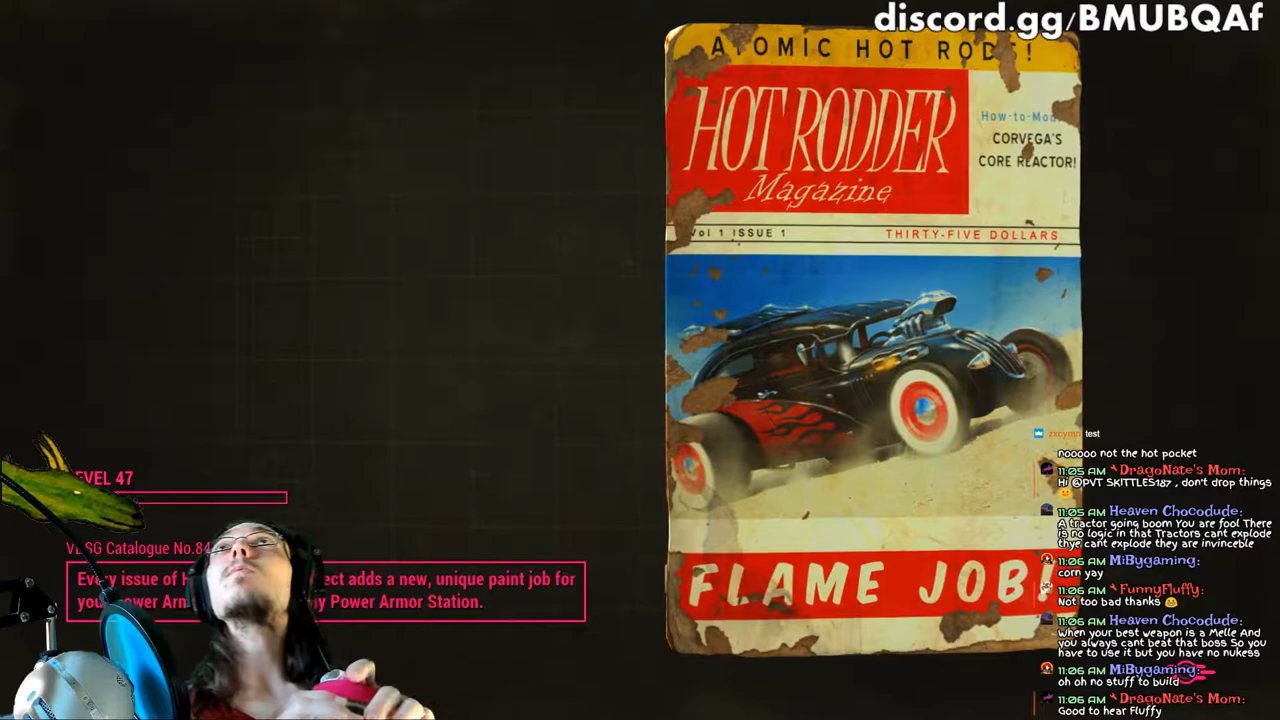 discord.gg/BMUBQAf
ATOMIC HOT RODS!
HOT RODDER
Magazine
How-to-Mod
CORVEGA'S
CORE REACTOR!
Vol 1 ISSUE 1
THIRTY-FIVE DOLLARS
FLAME JOB!
LEVEL 47
VDSG Catalogue No.84
Every issue of H ect adds a new, unique paint job for
your Power Arm ny Power Armor Station.
zxcymn test
nooooo not the hot pocket
11:05 AM DragoNate's Mom:
Hi @PVT SKITTLES187 , don't drop things
11:05 AM Heaven Chocodude:
A tractor going boom You are fool There
is no logic in that Tractors cant explode
thye cant explode they are invinceble
11:06 AM MiBygaming:
corn yay
11:06 AM FunnyFluffy:
Not too bad thanks
11:06 AM Heaven Chocodude:
when your best weapon is a Melle And
you always cant beat that boss So you
have to use it but you have no nukess
11:06 AM MiBygaming:
oh oh no stuff to build
11:06 AM DragoNate's Mom:
Good to hear Fluffy